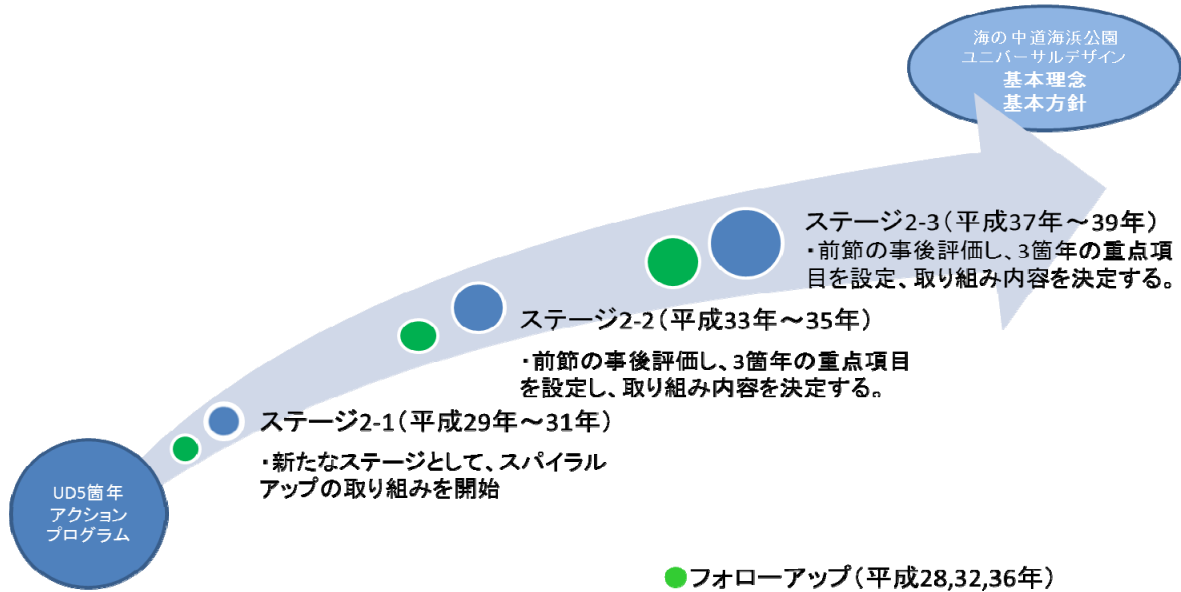 海の中道海浜公園
ユニバーサルデザイン
基本理念
基本方針
ステージ2-3(平成37年～39年)
・前節の事後評価し、3箇年の重点項
目を設定、取り組み内容を決定する。
ステージ2-2(平成33年～35年)
・前節の事後評価し、3箇年の重点項目
を設定し、取り組み内容を決定する。
ステージ2-1(平成29年～31年)
・新たなステージとして、スパイラル
アップの取り組みを開始
UD5箇年
アクション
プログラム
フォローアップ(平成28,32,36年)